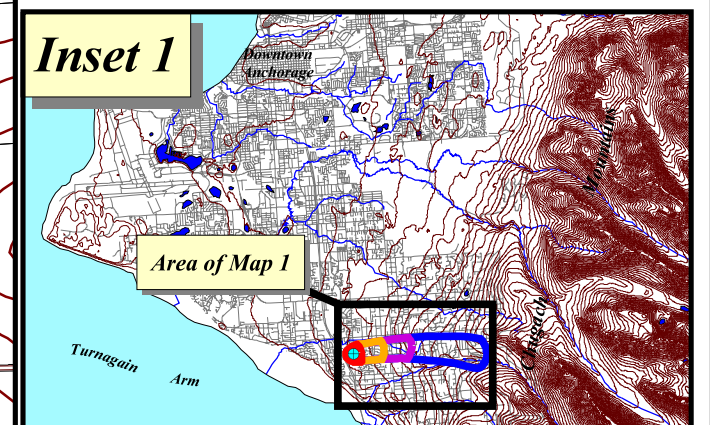 Inset 1
Downtown
Anchorage
Mountains
Area of Map 1
Chugach
Turnagain
Arm